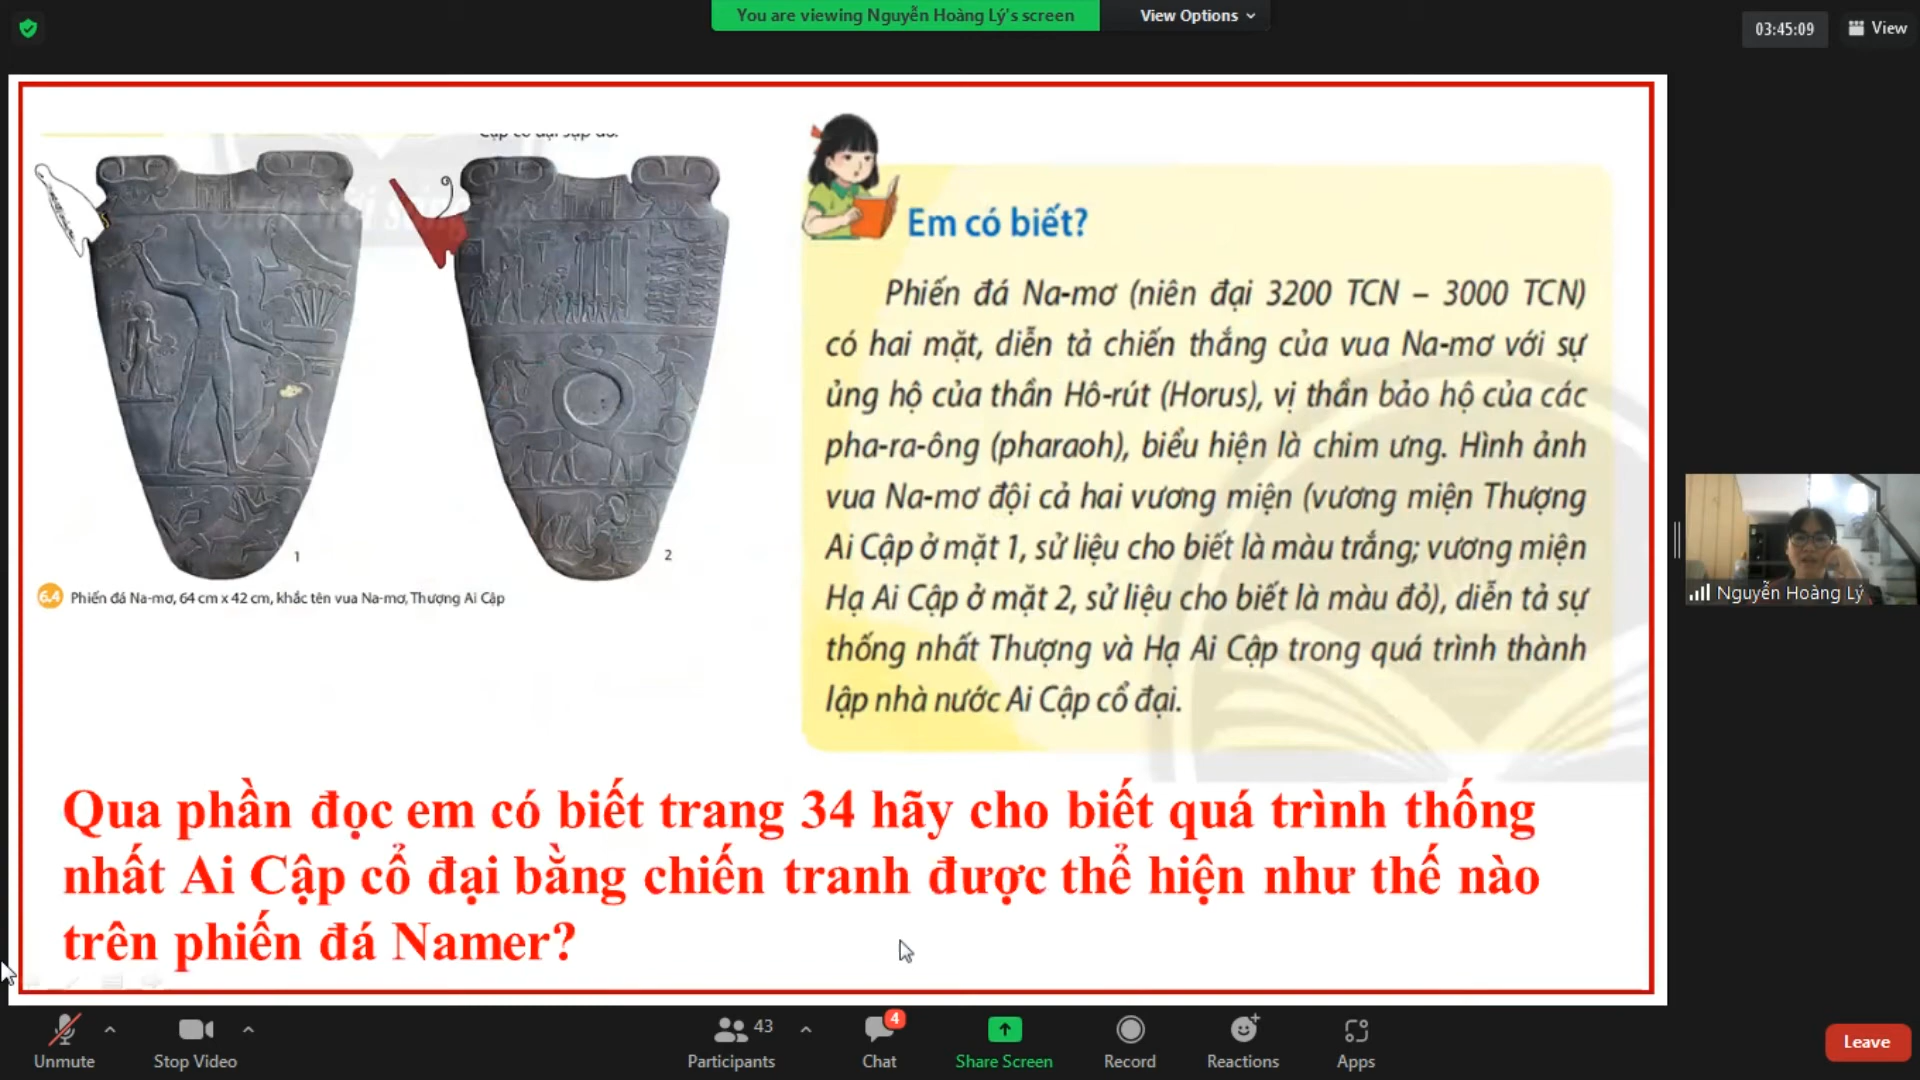 You are viewing Nguyễn Hoàng Lý's screen
View Options
03:45:09
View
Em có biết?
Phiến đá Na-mơ (niên đại 3200 TCN – 3000 TCN)
có hai mặt, diễn tả chiến thắng của vua Na-mơ với sự
ủng hộ của thần Hô-rút (Horus), vị thần bảo hộ của các
pha-ra-ông (pharaoh), biểu hiện là chim ưng. Hình ảnh
vua Na-mơ đội cả hai vương miện (vương miện Thượng
Ai Cập ở mặt 1, sử liệu cho biết là màu trắng; vương miện
Hạ Ai Cập ở mặt 2, sử liệu cho biết là màu đỏ), diễn tả sự
thống nhất Thượng và Hạ Ai Cập trong quá trình thành
lập nhà nước Ai Cập cổ đại.
1
2
6.4 Phiến đá Na-mơ, 64 cm x 42 cm, khắc tên vua Na-mơ, Thượng Ai Cập
Qua phần đọc em có biết trang 34 hãy cho biết quá trình thống
nhất Ai Cập cổ đại bằng chiến tranh được thể hiện như thế nào
trên phiến đá Namer?
Nguyễn Hoàng Lý
Unmute
Stop Video
43
Participants
4
Chat
Share Screen
Record
Reactions
Apps
Leave